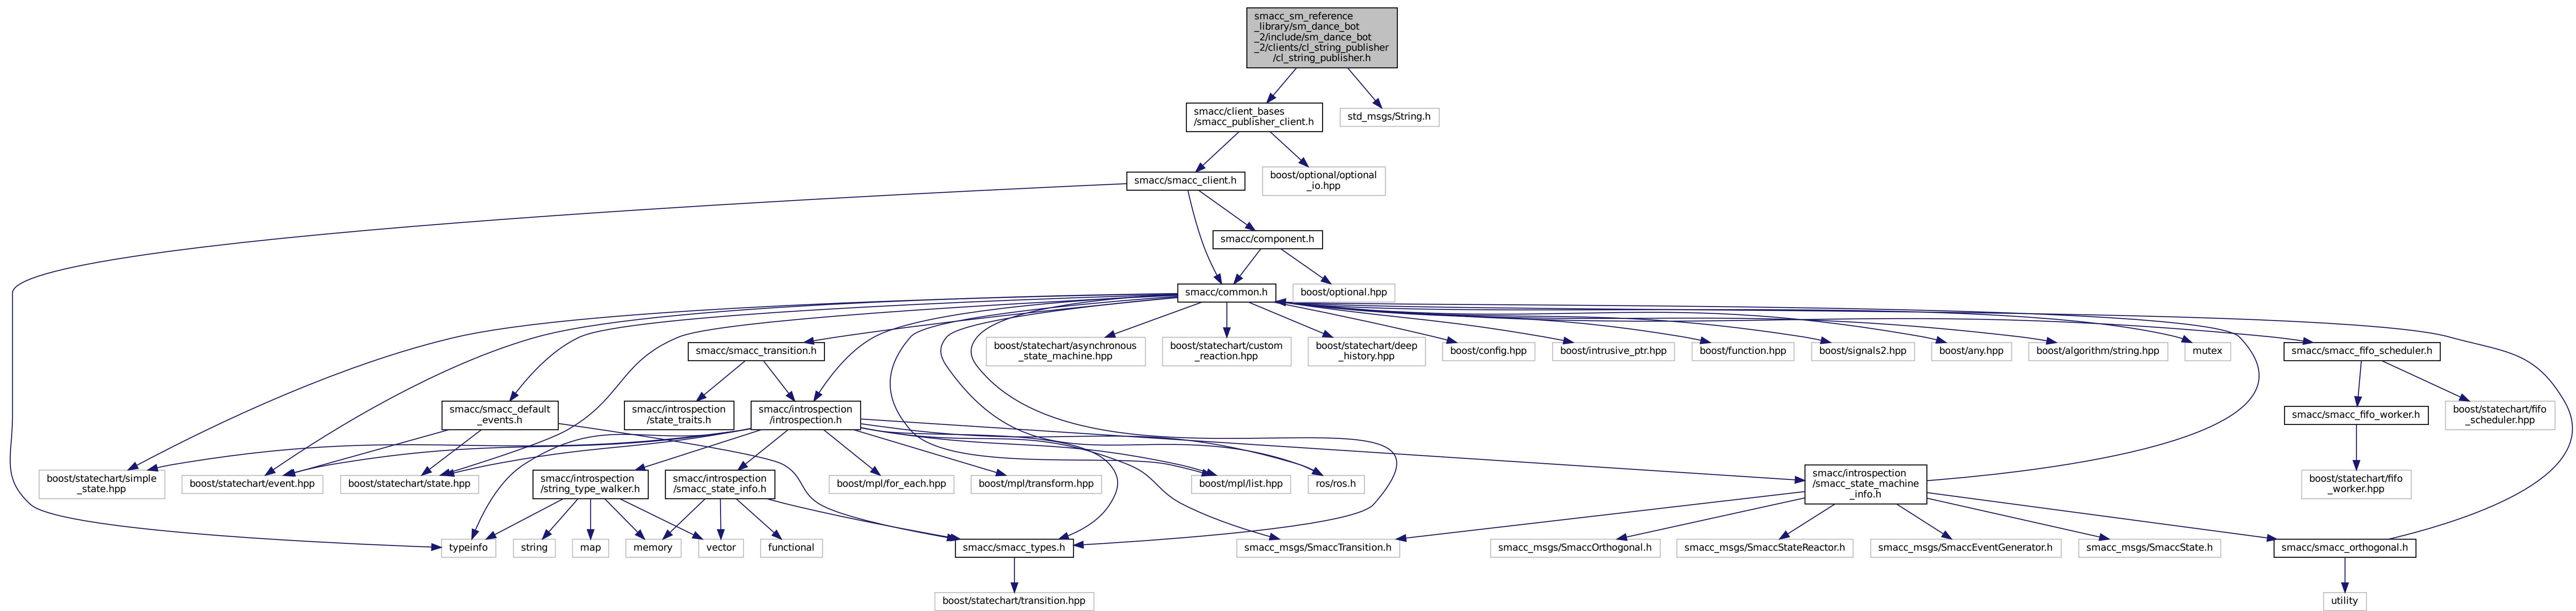 smacc_sm_reference
_library/sm_dance_bot
_2/include/sm_dance_bot
_2/clients/cl_string_publisher
/cl_string_publisher.h
smacc/client_bases
/smacc_publisher_client.h
std_msgs/String.h
smacc/smacc_client.h
boost/optional/optional
_io.hpp
smacc/component.h
smacc/common.h
boost/optional.hpp
smacc/smacc_transition.h
boost/statechart/asynchronous
_state_machine.hpp
boost/statechart/custom
_reaction.hpp
boost/statechart/deep
_history.hpp
boost/config.hpp
boost/intrusive_ptr.hpp
boost/function.hpp
boost/signals2.hpp
boost/any.hpp
boost/algorithm/string.hpp
mutex
smacc/smacc_fifo_scheduler.h
smacc/smacc_default
_events.h
smacc/introspection
/state_traits.h
smacc/introspection
/introspection.h
smacc/smacc_fifo_worker.h
boost/statechart/fifo
_scheduler.hpp
boost/statechart/simple
_state.hpp
boost/statechart/event.hpp
boost/statechart/state.hpp
smacc/introspection
/string_type_walker.h
smacc/introspection
/smacc_state_info.h
boost/mpl/for_each.hpp
boost/mpl/transform.hpp
boost/mpl/list.hpp
ros/ros.h
smacc/introspection
/smacc_state_machine
_info.h
boost/statechart/fifo
_worker.hpp
typeinfo
string
map
memory
vector
functional
smacc/smacc_types.h
smacc_msgs/SmaccTransition.h
smacc_msgs/SmaccOrthogonal.h
smacc_msgs/SmaccStateReactor.h
smacc_msgs/SmaccEventGenerator.h
smacc_msgs/SmaccState.h
smacc/smacc_orthogonal.h
boost/statechart/transition.hpp
utility